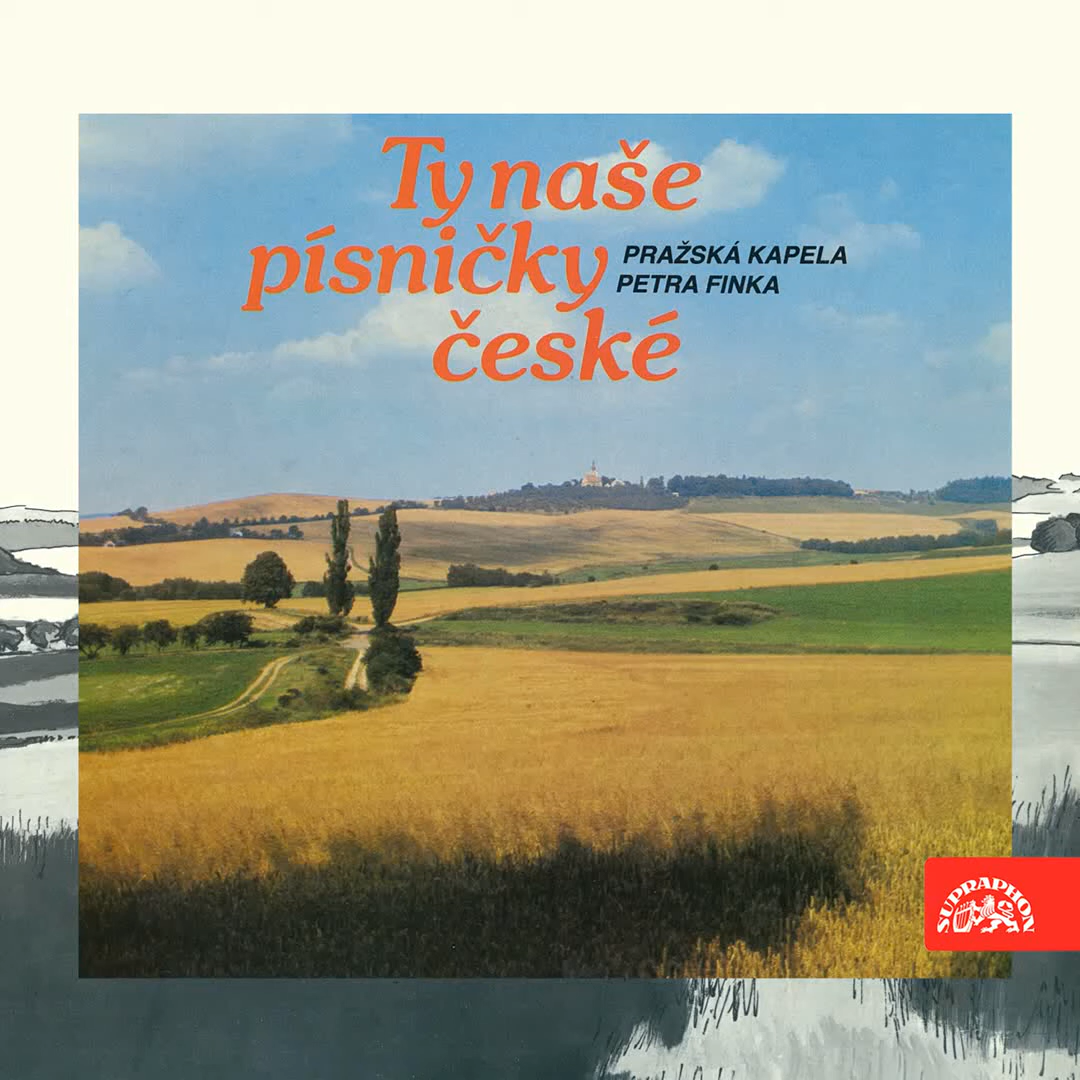 Ty naše
písničky
české
PRAŽSKÁ KAPELA
PETRA FINKA
SUPRAPHON